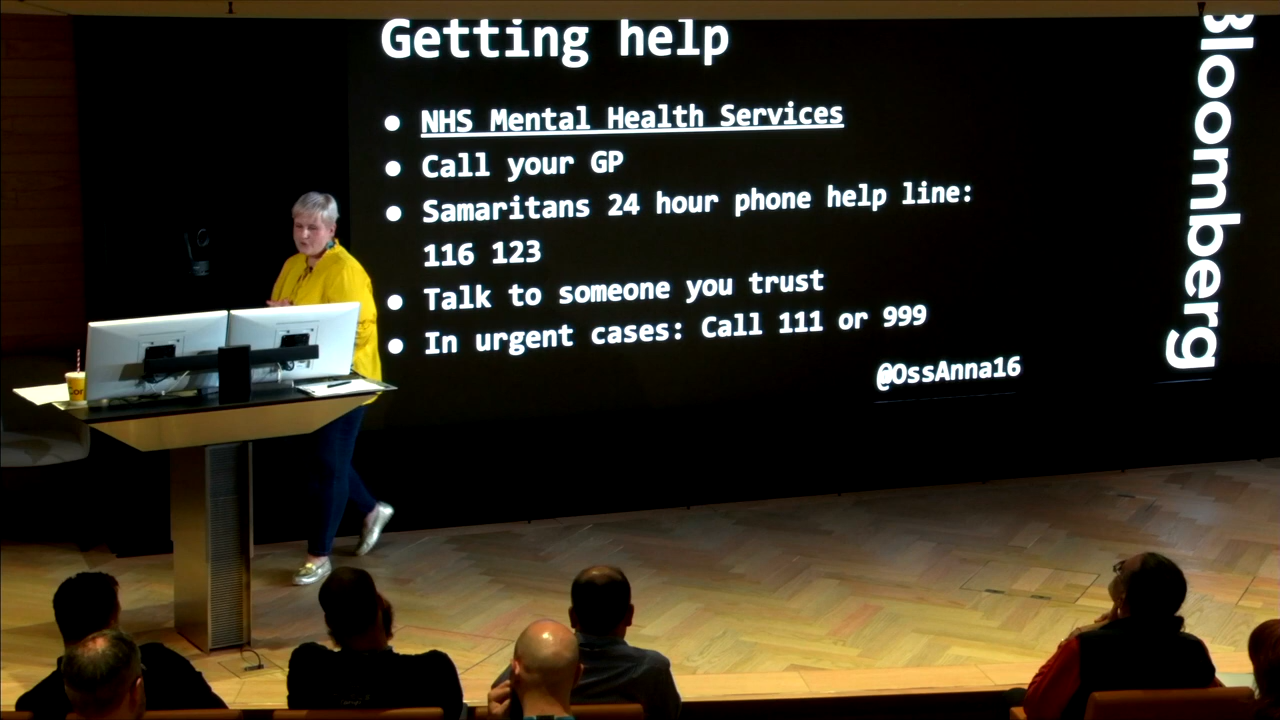 Getting help
● NHS Mental Health Services
● Call your GP
● Samaritans 24 hour phone help line:
116 123
● Talk to someone you trust
● In urgent cases: Call 111 or 999
@OssAnna16
Bloomberg